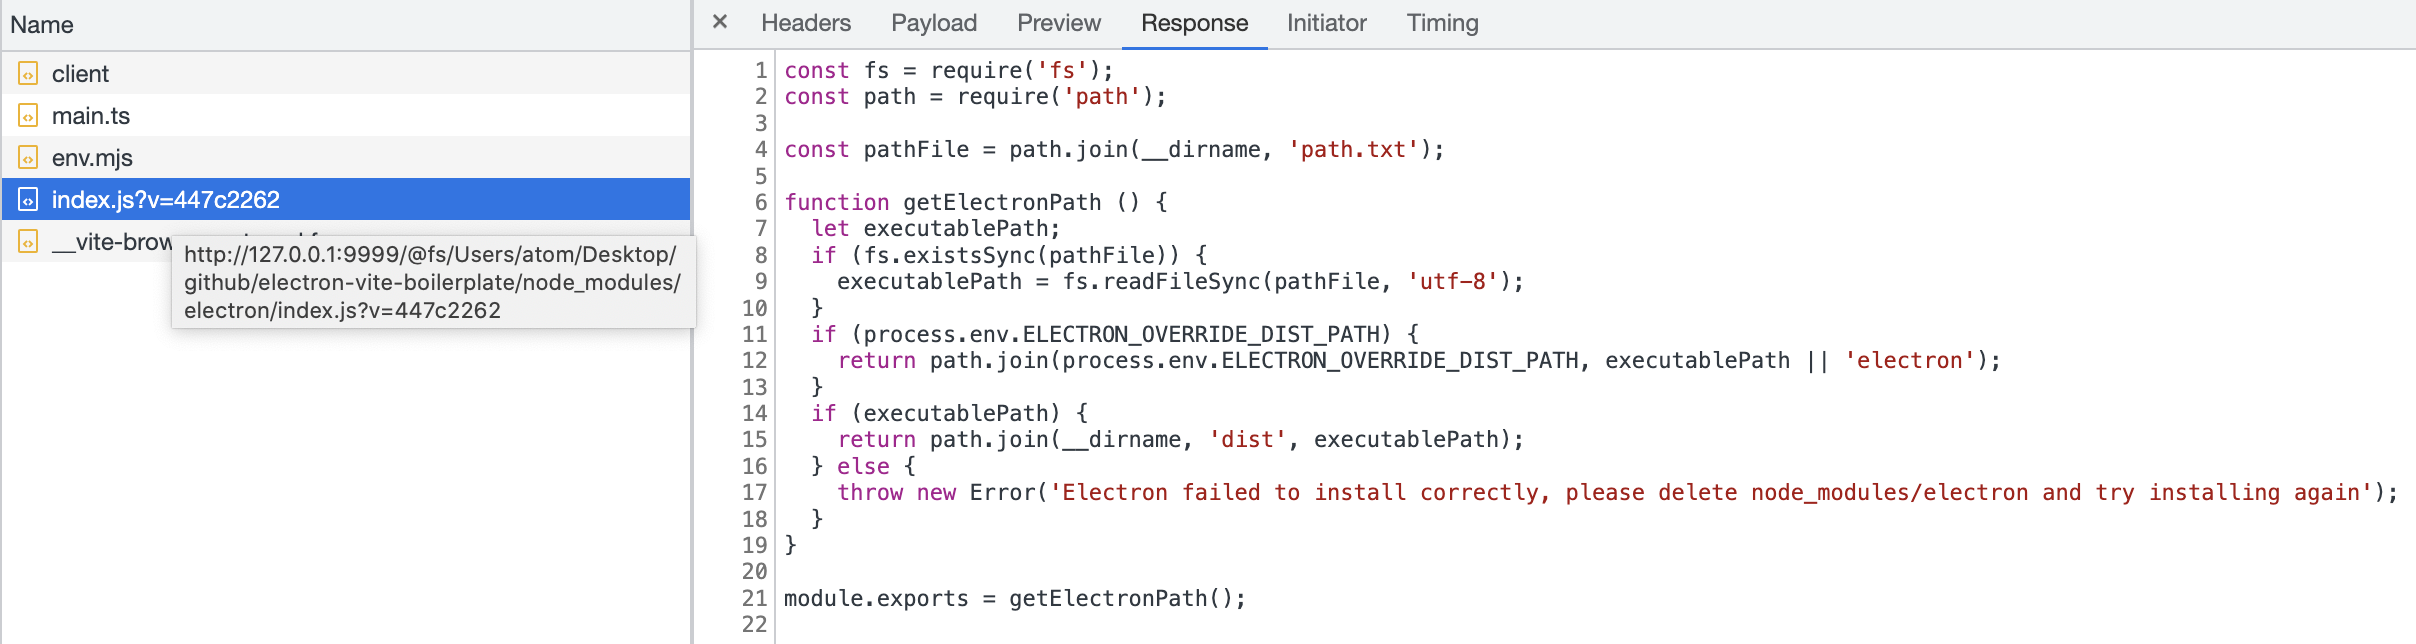 Name
client
main.ts
env.mjs
index.js?v=447c2262
__vite-brow
http://127.0.0.1:9999/@fs/Users/atom/Desktop/
github/electron-vite-boilerplate/node_modules/
electron/index.js?v=447c2262
× Headers Payload Preview Response Initiator Timing
1 const fs = require('fs');
2 const path = require('path');
3
4 const pathFile = path.join(__dirname, 'path.txt');
5
6 function getElectronPath () {
7   let executablePath;
8   if (fs.existsSync(pathFile)) {
9     executablePath = fs.readFileSync(pathFile, 'utf-8');
10   }
11   if (process.env.ELECTRON_OVERRIDE_DIST_PATH) {
12     return path.join(process.env.ELECTRON_OVERRIDE_DIST_PATH, executablePath || 'electron');
13   }
14   if (executablePath) {
15     return path.join(__dirname, 'dist', executablePath);
16   } else {
17     throw new Error('Electron failed to install correctly, please delete node_modules/electron and try installing again');
18   }
19 }
20
21 module.exports = getElectronPath();
22